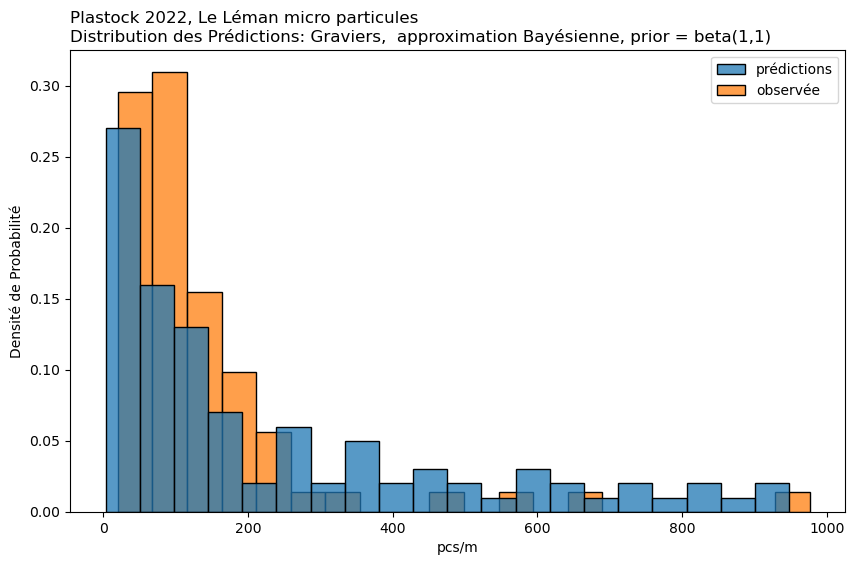 Plastock 2022, Le Léman micro particules
Distribution des Prédictions: Graviers,  approximation Bayésienne, prior = beta(1,1)
prédictions
observée
Densité de Probabilité
0.30
0.25
0.20
0.15
0.10
0.05
0.00
0
200
400
600
800
1000
pcs/m